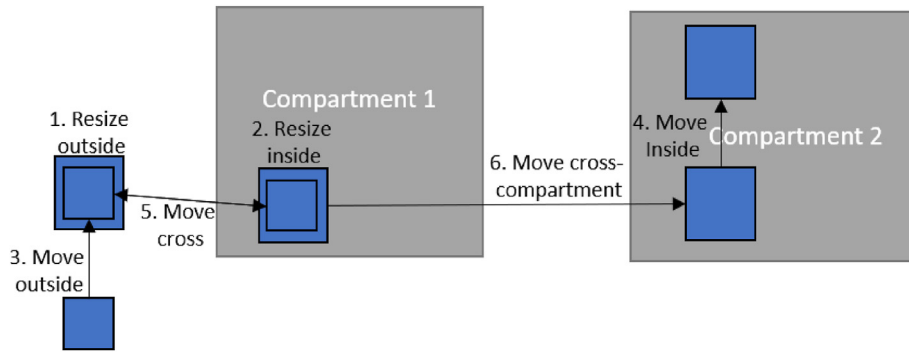 Compartment 1
1. Resize
outside
2. Resize
inside
4. Move
Inside
Compartment 2
6. Move cross-
compartment
5. Move
cross
3. Move
outside